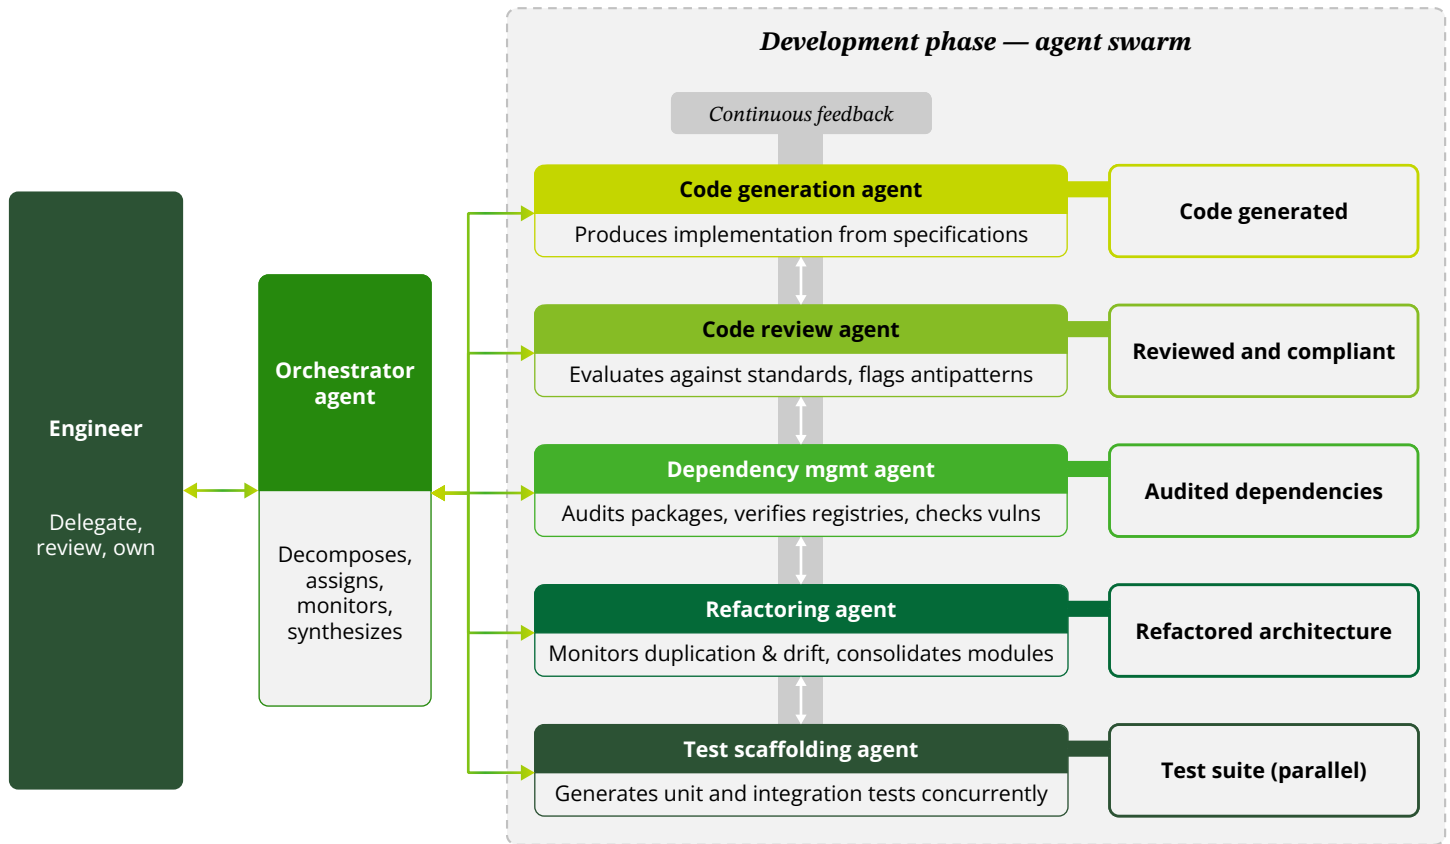 Development phase — agent swarm
Continuous feedback
Engineer
Delegate,
review, own
Orchestrator
agent
Decomposes,
assigns,
monitors,
synthesizes
Code generation agent
Produces implementation from specifications
Code generated
Code review agent
Evaluates against standards, flags antipatterns
Reviewed and compliant
Dependency mgmt agent
Audits packages, verifies registries, checks vulns
Audited dependencies
Refactoring agent
Monitors duplication & drift, consolidates modules
Refactored architecture
Test scaffolding agent
Generates unit and integration tests concurrently
Test suite (parallel)